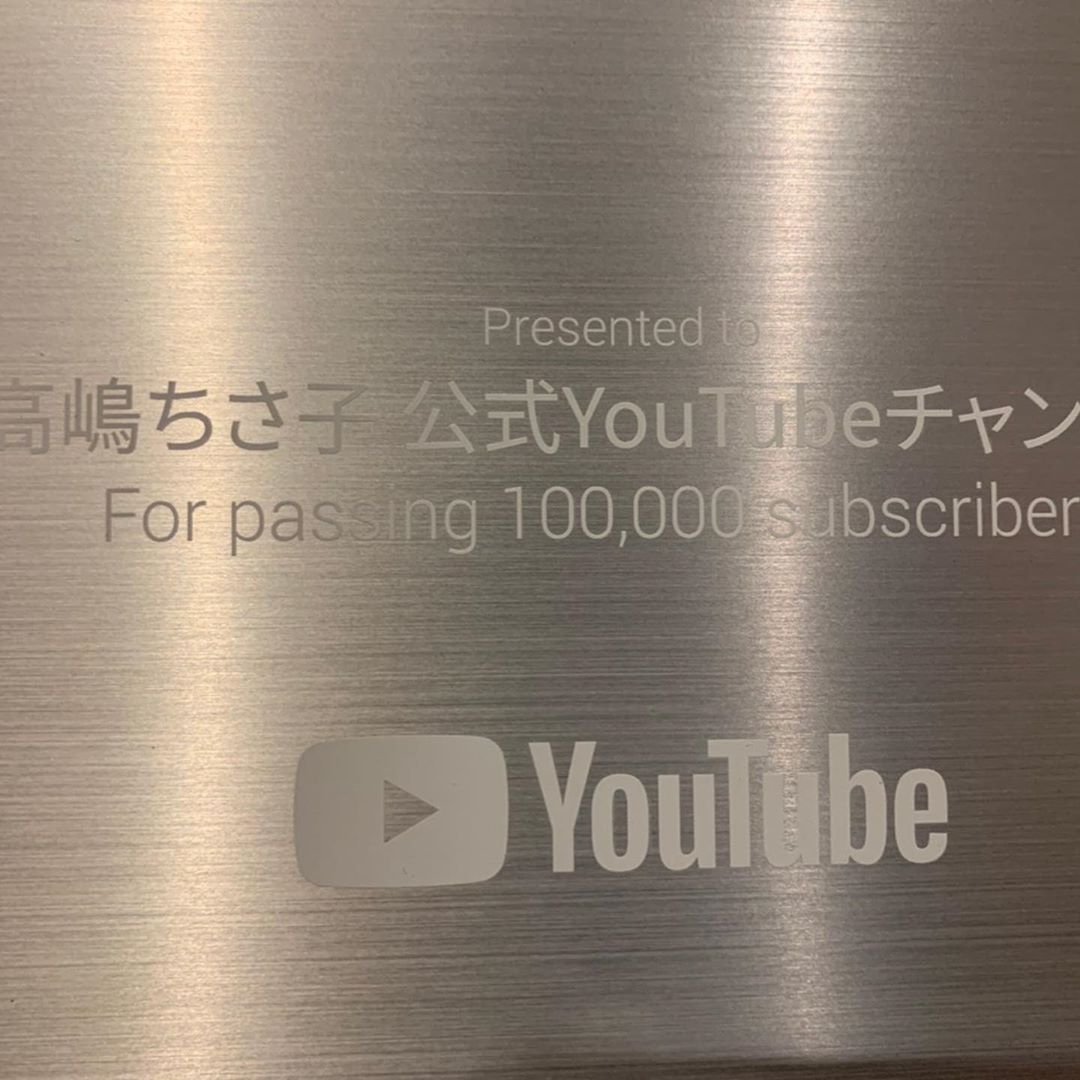 Presented to
高嶋ちさ子 公式YouTubeチャン
For passing 100,000 subscriber
YouTube